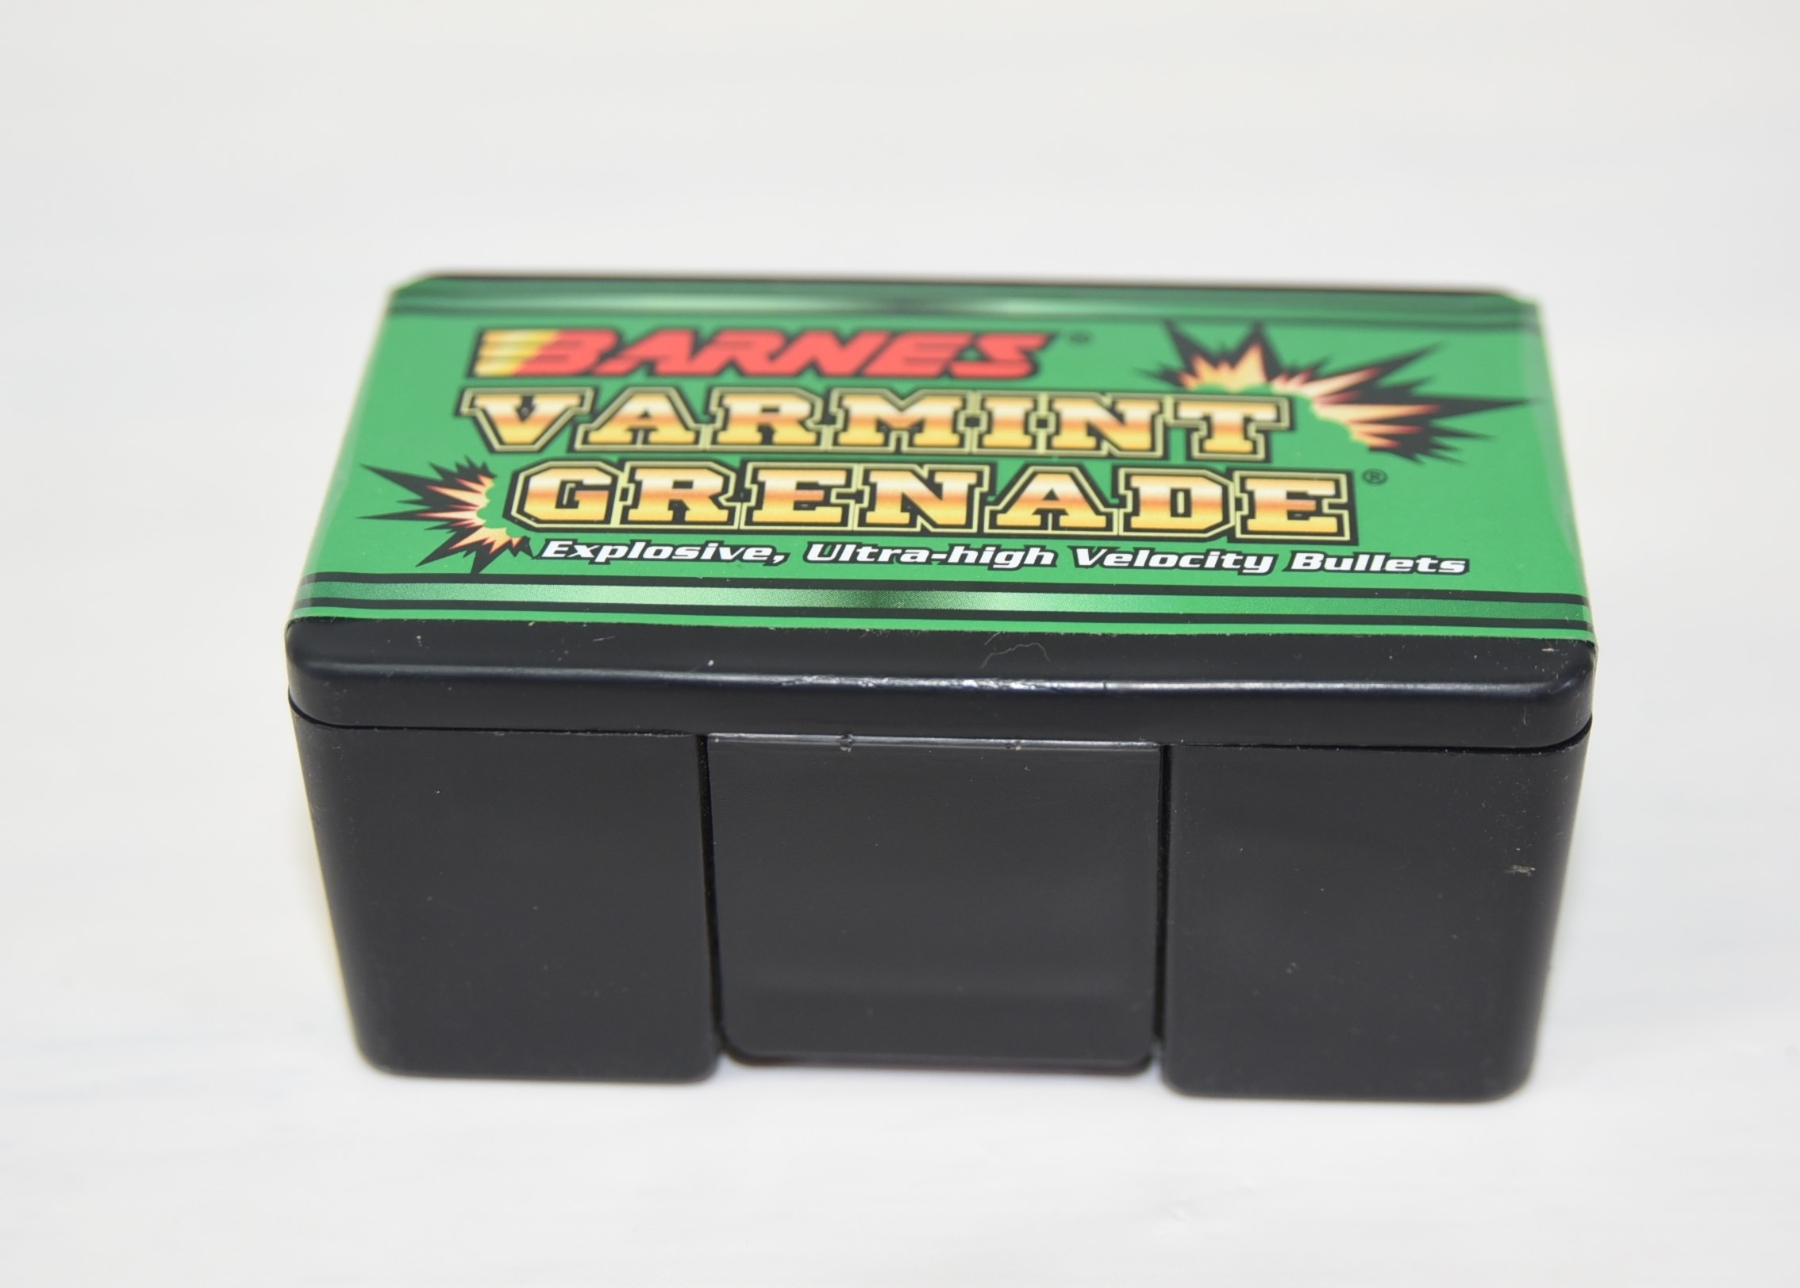 BARNES®
VARMINT
GRENADE®
Explosive, Ultra-high Velocity Bullets